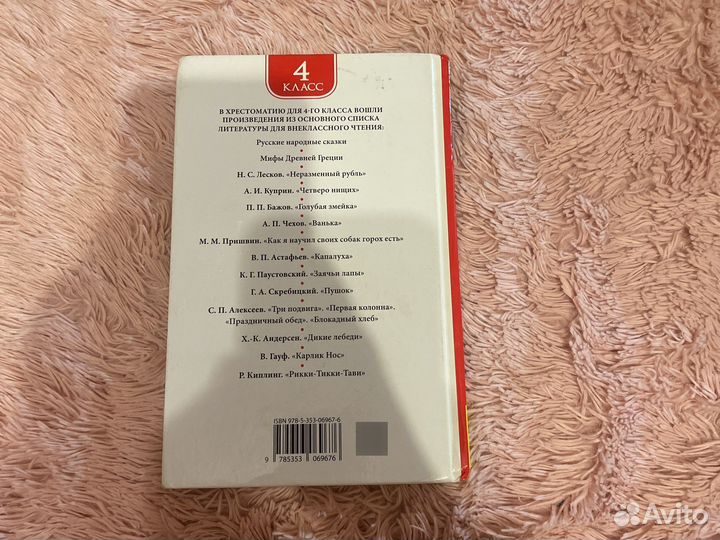 4
КЛАСС
В ХРЕСТОМАТИЮ ДЛЯ 4-ГО КЛАССА ВОШЛИ
ПРОИЗВЕДЕНИЯ ИЗ ОСНОВНОГО СПИСКА
ЛИТЕРАТУРЫ ДЛЯ ВНЕКЛАССНОГО ЧТЕНИЯ:
Русские народные сказки
Мифы Древней Греции
Н. С. Лесков. «Неразменный рубль»
А. И. Куприн. «Четверо нищих»
П. П. Бажов. «Голубая змейка»
А. П. Чехов. «Ванька»
М. М. Пришвин. «Как я научил своих собак горох есть»
В. П. Астафьев. «Капалуха»
К. Г. Паустовский. «Заячьи лапы»
Г. А. Скребицкий. «Пушок»
С. П. Алексеев. «Три подвига». «Первая колонна».
«Праздничный обед». «Блокадный хлеб»
Х.-К. Андерсен. «Дикие лебеди»
В. Гауф. «Карлик Нос»
Р. Киплинг. «Рикки-Тикки-Тави»
ISBN 978-5-353-06967-6
9 785353 069676
Avito